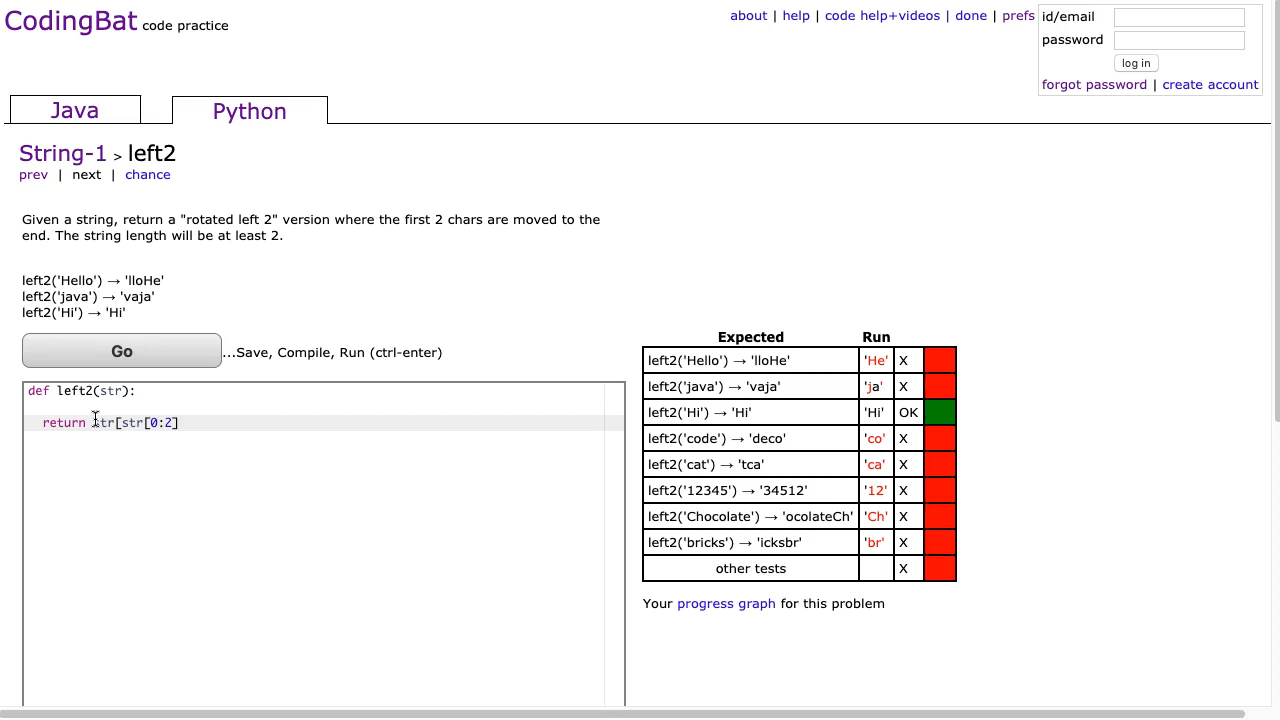 CodingBat code practice
about | help | code help+videos | done | prefs
id/email
password
log in
forgot password | create account
Java
Python
String-1 > left2
prev | next | chance
Given a string, return a "rotated left 2" version where the first 2 chars are moved to the
end. The string length will be at least 2.
left2('Hello') → 'lloHe'
left2('java') → 'vaja'
left2('Hi') → 'Hi'
Go
...Save, Compile, Run (ctrl-enter)
def left2(str):
return str[str[0:2]
Expected Run
left2('Hello') → 'lloHe' 'He' X
left2('java') → 'vaja' 'ja' X
left2('Hi') → 'Hi' 'Hi' OK
left2('code') → 'deco' 'co' X
left2('cat') → 'tca' 'ca' X
left2('12345') → '34512' '12' X
left2('Chocolate') → 'ocolateCh' 'Ch' X
left2('bricks') → 'icksbr' 'br' X
other tests X
Your progress graph for this problem